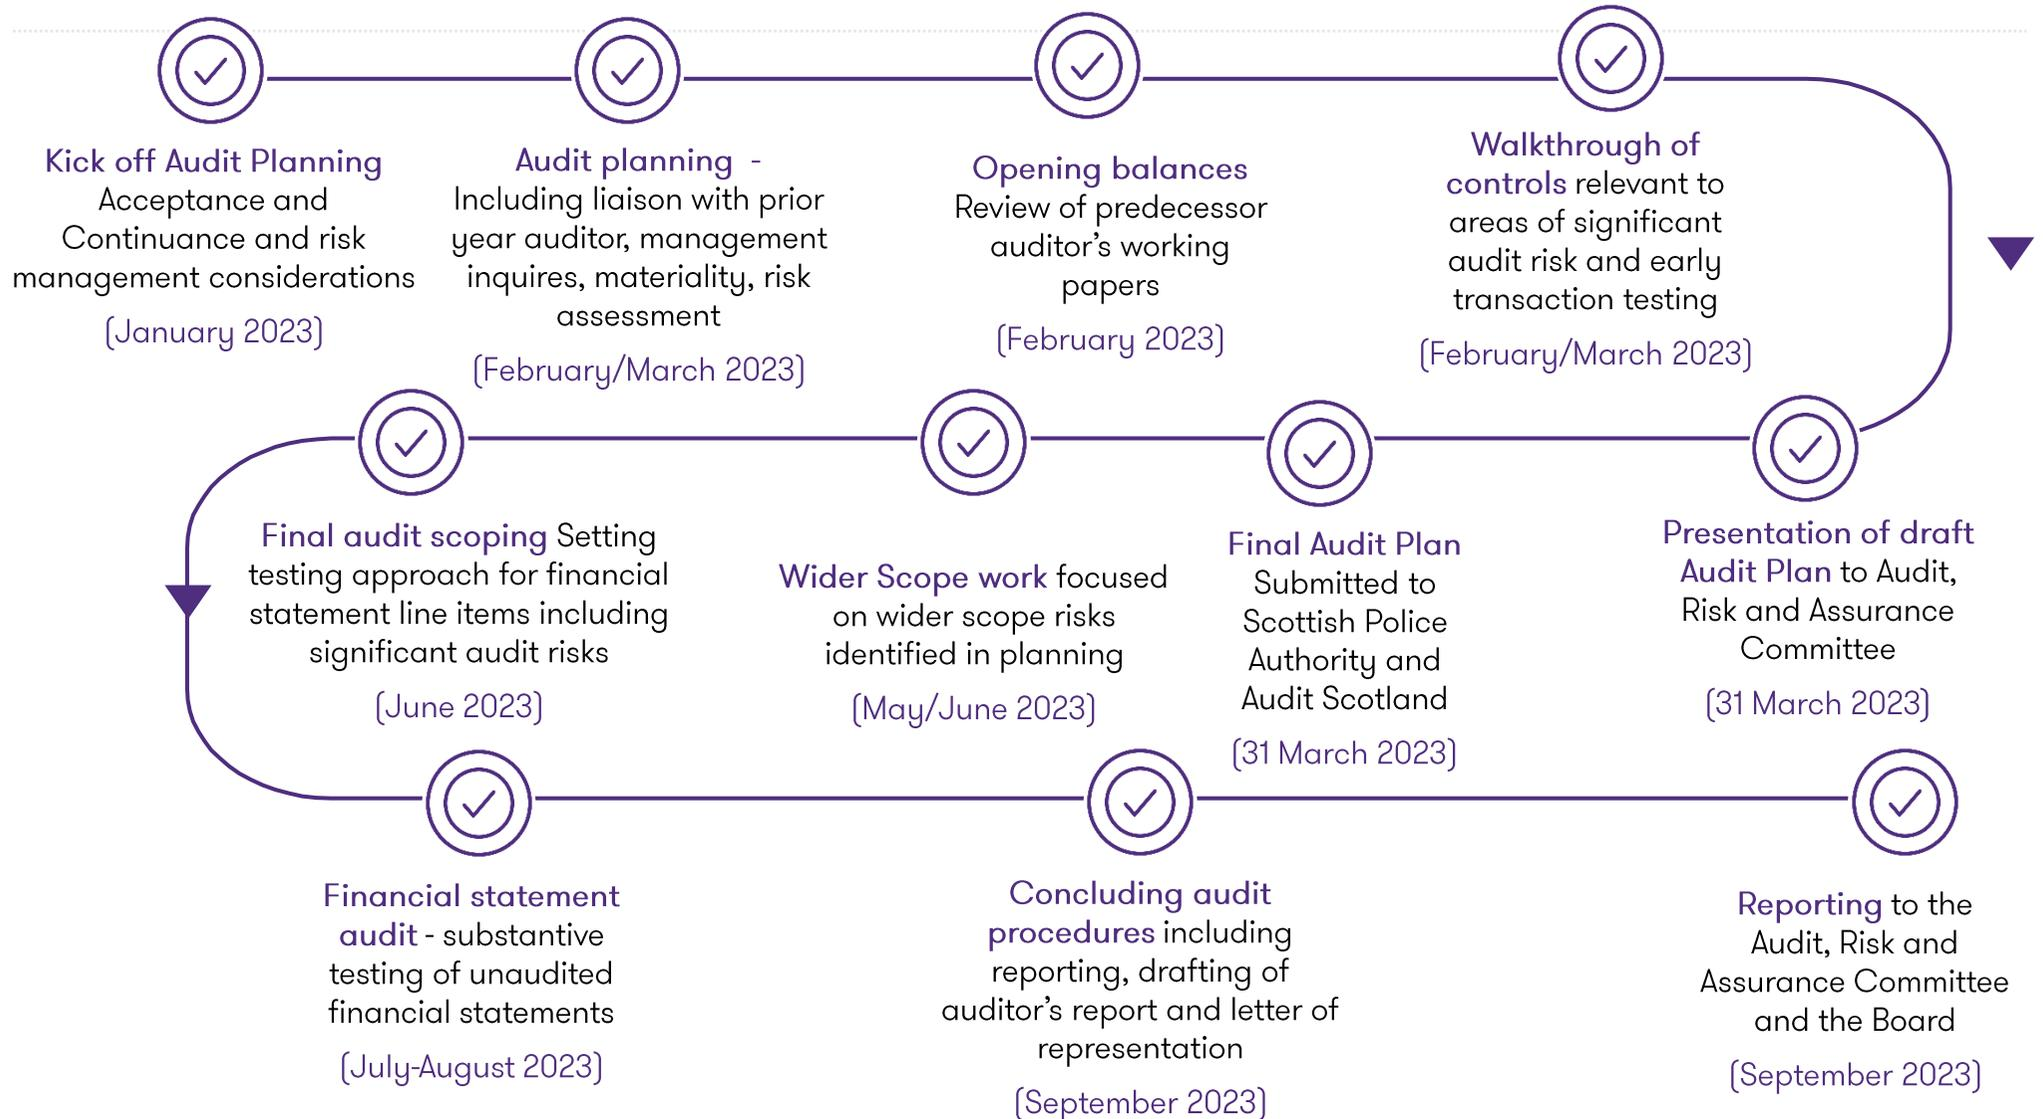 Kick off Audit Planning
Acceptance and
Continuance and risk
management considerations
(January 2023)
Audit planning -
Including liaison with prior
year auditor, management
inquires, materiality, risk
assessment
(February/March 2023)
Opening balances
Review of predecessor
auditor’s working
papers
(February 2023)
Walkthrough of
controls relevant to
areas of significant
audit risk and early
transaction testing
(February/March 2023)
Presentation of draft
Audit Plan to Audit,
Risk and Assurance
Committee
(31 March 2023)
Final Audit Plan
Submitted to
Scottish Police
Authority and
Audit Scotland
(31 March 2023)
Wider Scope work focused
on wider scope risks
identified in planning
(May/June 2023)
Final audit scoping Setting
testing approach for financial
statement line items including
significant audit risks
(June 2023)
Financial statement
audit - substantive
testing of unaudited
financial statements
(July-August 2023)
Concluding audit
procedures including
reporting, drafting of
auditor’s report and letter of
representation
(September 2023)
Reporting to the
Audit, Risk and
Assurance Committee
and the Board
(September 2023)